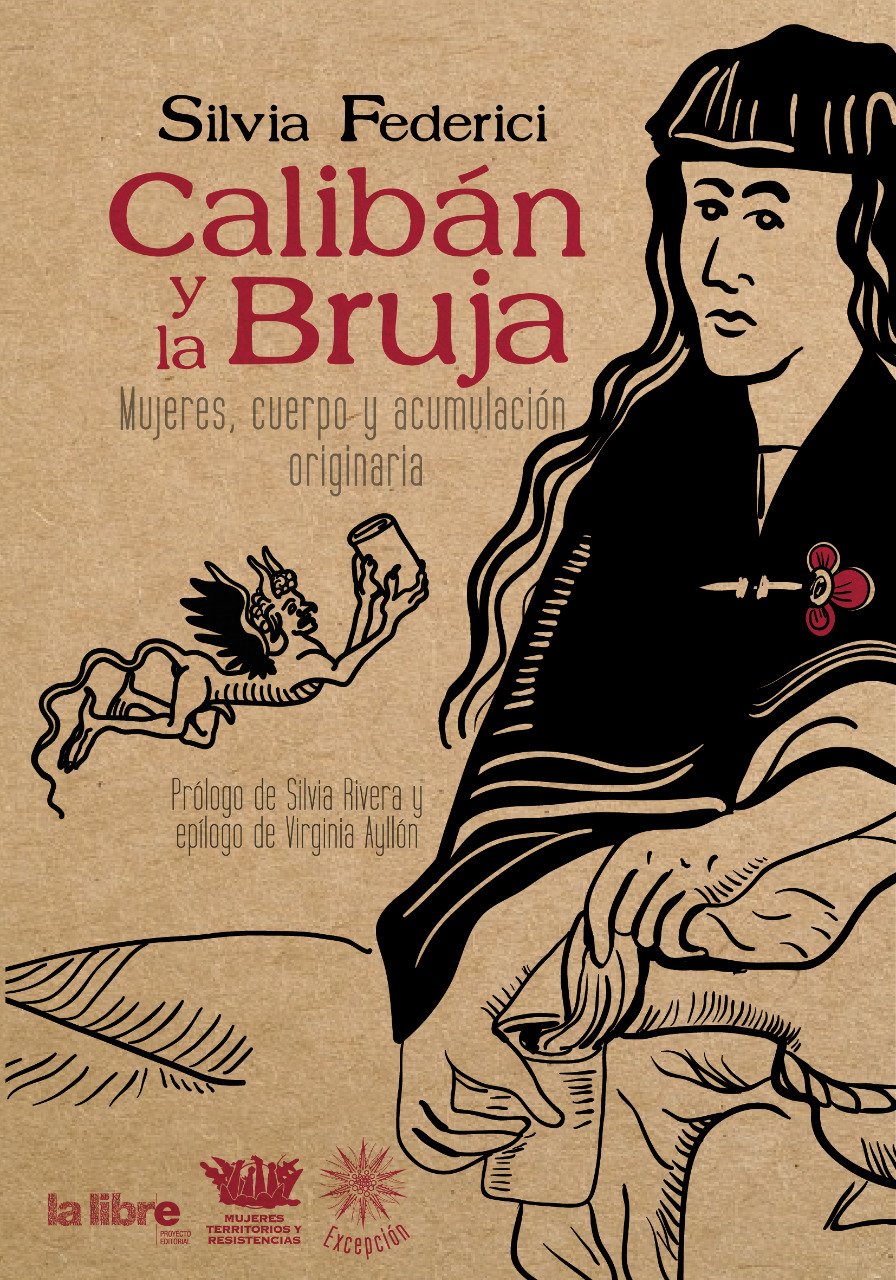 Silvia Federici
Calibán
y
la Bruja
Mujeres, cuerpo y acumulación
originaria
Prólogo de Silvia Rivera y
epílogo de Virginia Ayllón
la libre
PROYECTO
EDITORIAL
MUJERES
TERRITORIOS Y
RESISTENCIAS
Excepción